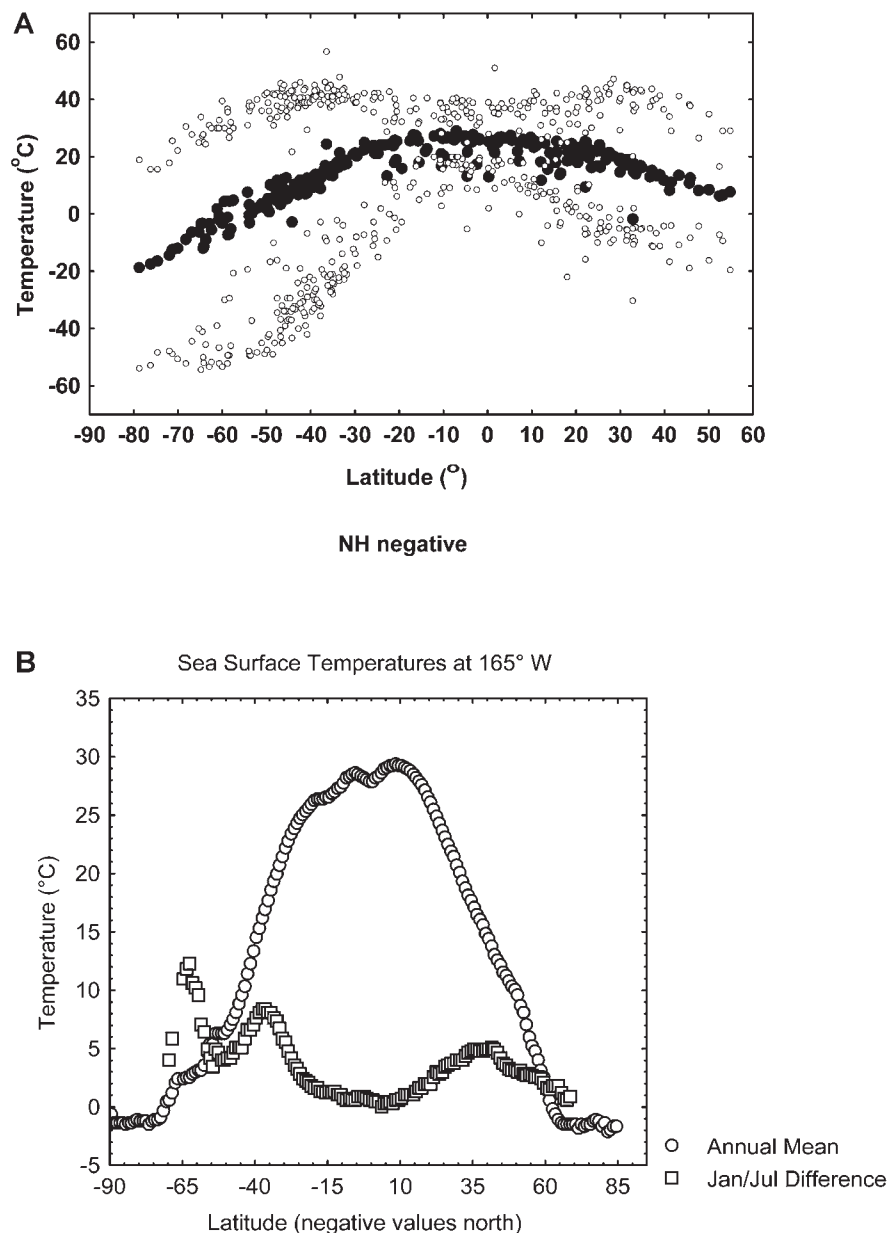 A
60
40
20
0
-20
-40
-60
Temperature (°C)
-90 -80 -70 -60 -50 -40 -30 -20 -10 0 10 20 30 40 50 60
Latitude (°)
NH negative
B
Sea Surface Temperatures at 165° W
35
30
25
20
15
10
5
0
-5
Temperature (°C)
-90 -65 -40 -15 10 35 60 85
Latitude (negative values north)
Annual Mean
Jan/Jul Difference